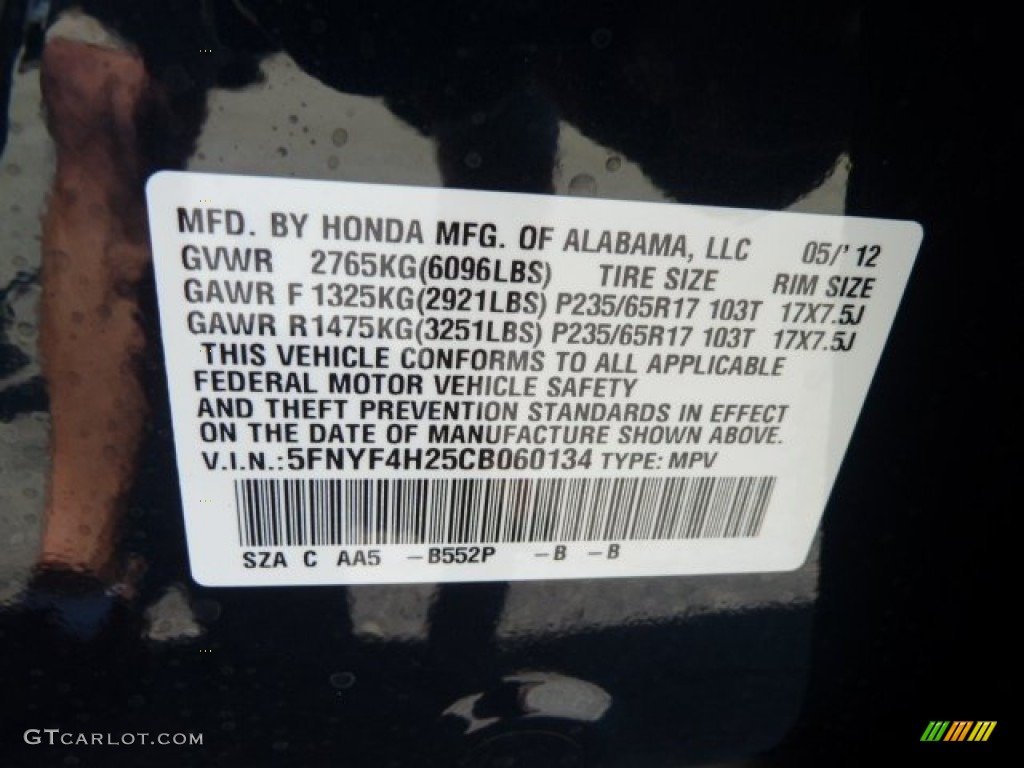 MFD. BY HONDA MFG. OF ALABAMA, LLC 05/'12
GVWR 2765KG(6096LBS) TIRE SIZE RIM SIZE
GAWR F 1325KG(2921LBS) P235/65R17 103T 17X7.5J
GAWR R 1475KG(3251LBS) P235/65R17 103T 17X7.5J
THIS VEHICLE CONFORMS TO ALL APPLICABLE
FEDERAL MOTOR VEHICLE SAFETY
AND THEFT PREVENTION STANDARDS IN EFFECT
ON THE DATE OF MANUFACTURE SHOWN ABOVE.
V.I.N.: 5FNYF4H25CB060134 TYPE: MPV
SZA C AA5 –B552P –B –B
GTCARLOT.COM